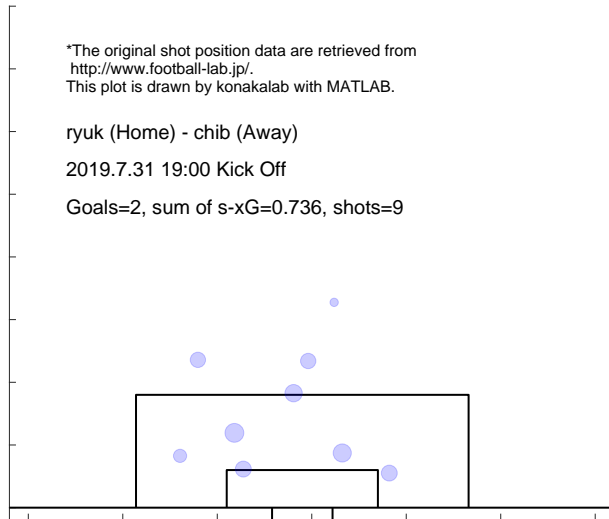 *The original shot position data are retrieved from
http://www.football-lab.jp/.
This plot is drawn by konakalab with MATLAB.
ryuk (Home) - chib (Away)
2019.7.31 19:00 Kick Off
Goals=2, sum of s-xG=0.736, shots=9